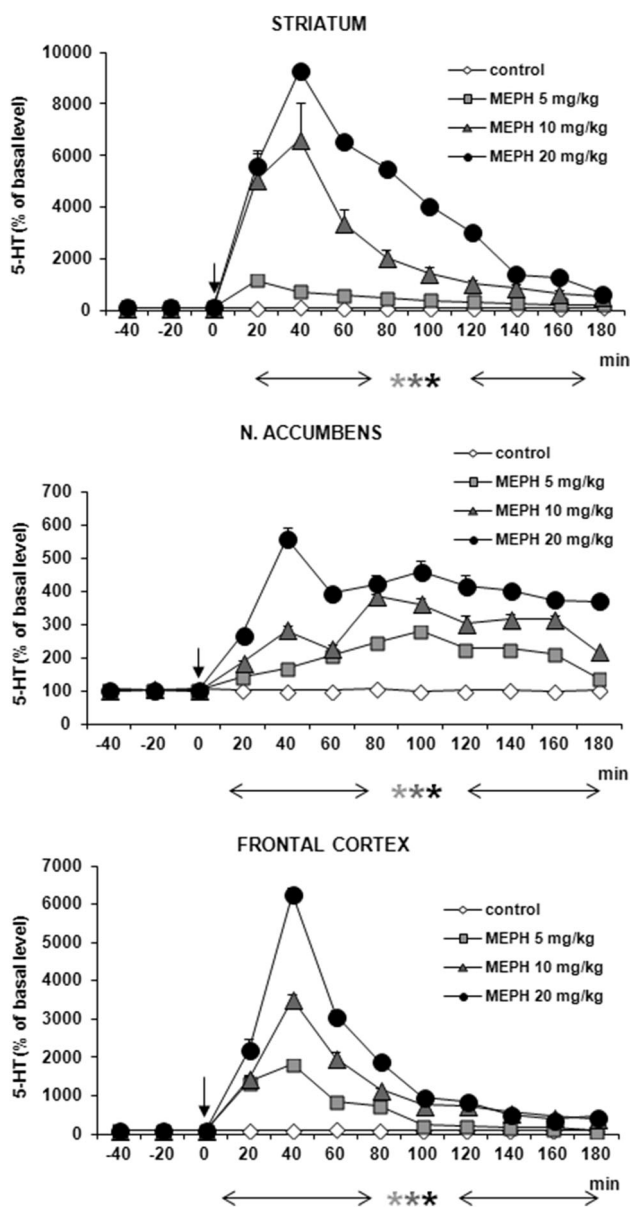 STRIATUM
5-HT (% of basal level)
10000
8000
6000
4000
2000
0
control
MEPH 5 mg/kg
MEPH 10 mg/kg
MEPH 20 mg/kg
-40 -20 0 20 40 60 80 100 120 140 160 180
min
***
N. ACCUMBENS
5-HT (% of basal level)
700
600
500
400
300
200
100
0
control
MEPH 5 mg/kg
MEPH 10 mg/kg
MEPH 20 mg/kg
-40 -20 0 20 40 60 80 100 120 140 160 180
min
***
FRONTAL CORTEX
5-HT (% of basal level)
7000
6000
5000
4000
3000
2000
1000
0
control
MEPH 5 mg/kg
MEPH 10 mg/kg
MEPH 20 mg/kg
-40 -20 0 20 40 60 80 100 120 140 160 180
min
***